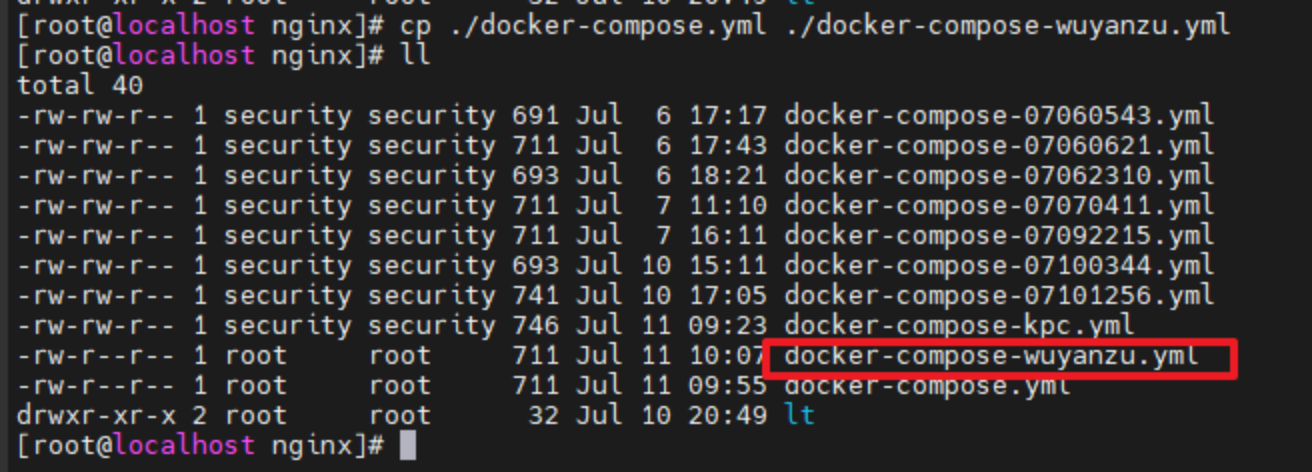 drwxr-xr-x 2 root     root      32 Jul 10 20:49 lt
[root@localhost nginx]# cp ./docker-compose.yml ./docker-compose-wuyanzu.yml
[root@localhost nginx]# ll
total 40
-rw-rw-r-- 1 security security 691 Jul  6 17:17 docker-compose-07060543.yml
-rw-rw-r-- 1 security security 711 Jul  6 17:43 docker-compose-07060621.yml
-rw-rw-r-- 1 security security 693 Jul  6 18:21 docker-compose-07062310.yml
-rw-rw-r-- 1 security security 711 Jul  7 11:10 docker-compose-07070411.yml
-rw-rw-r-- 1 security security 711 Jul  7 16:11 docker-compose-07092215.yml
-rw-rw-r-- 1 security security 693 Jul 10 15:11 docker-compose-07100344.yml
-rw-rw-r-- 1 security security 741 Jul 10 17:05 docker-compose-07101256.yml
-rw-rw-r-- 1 security security 746 Jul 11 09:23 docker-compose-kpc.yml
-rw-r--r-- 1 root     root     711 Jul 11 10:07 docker-compose-wuyanzu.yml
-rw-r--r-- 1 root     root     711 Jul 11 09:55 docker-compose.yml
drwxr-xr-x 2 root     root      32 Jul 10 20:49 lt
[root@localhost nginx]#